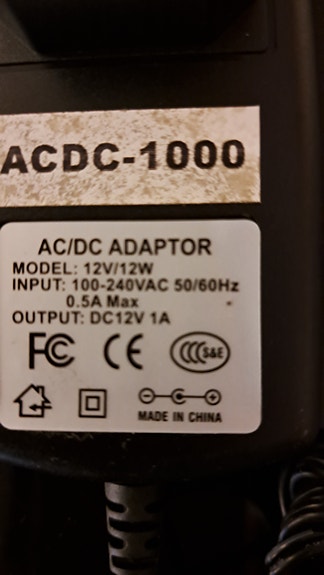 ACDC-1000
AC/DC ADAPTOR
MODEL: 12V/12W
INPUT: 100-240VAC 50/60Hz
0.5A Max -
OUTPUT: DC12V 1A
FC CE CCC S&E
MADE IN CHINA